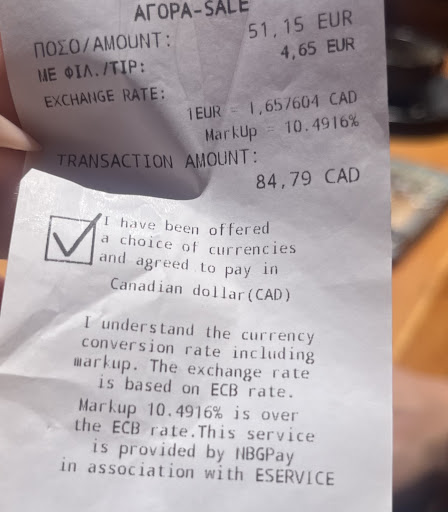 ΑΓΟΡΑ-SALE
ΠΟΣΟ/AMOUNT: 51,15 EUR
ΜΕ ΦΙΛ./TIP: 4,65 EUR
EXCHANGE RATE:
1EUR = 1,657604 CAD
MarkUp = 10.4916%
TRANSACTION AMOUNT:
84,79 CAD
I have been offered
a choice of currencies
and agreed to pay in
Canadian dollar(CAD)
I understand the currency
conversion rate including
markup. The exchange rate
is based on ECB rate.
Markup 10.4916% is over
the ECB rate.This service
is provided by NBGPay
in association with ESERVICE